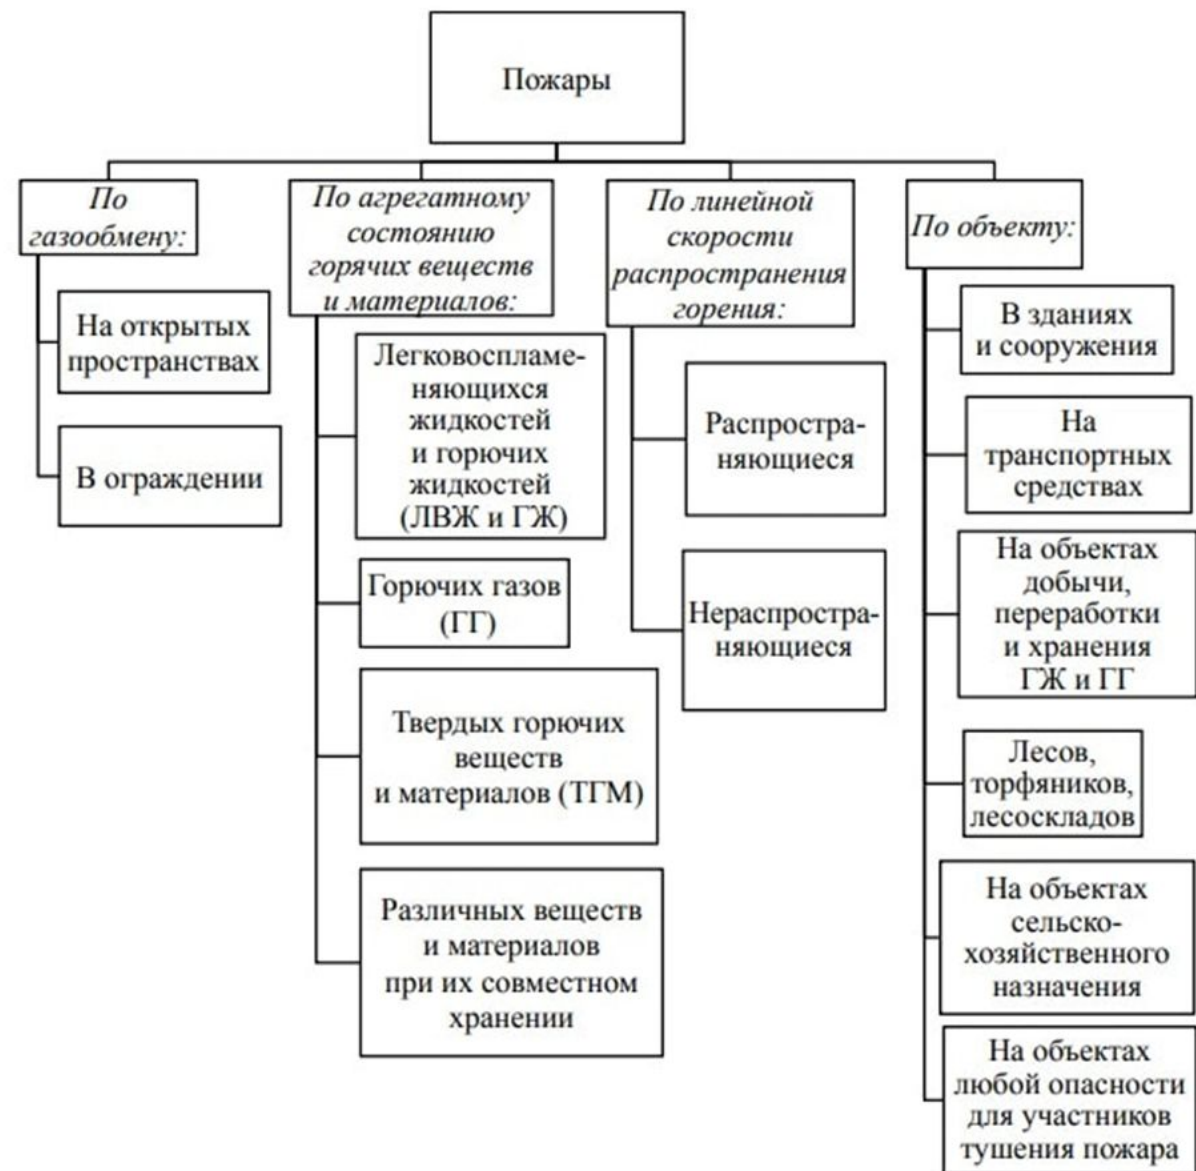 Пожары
По
газообмену:
На открытых
пространствах
В ограждении
По агрегатному
состоянию
горячих веществ
и материалов:
Легковоспламе-
няющихся
жидкостей
и горючих
жидкостей
(ЛВЖ и ГЖ)
Горючих газов
(ГГ)
Твердых горючих
веществ
и материалов (ТГМ)
Различных веществ
и материалов
при их совместном
хранении
По линейной
скорости
распространения
горения:
Распростра-
няющиеся
Нераспростра-
няющиеся
По объекту:
В зданиях
и сооружения
На
транспортных
средствах
На объектах
добычи,
переработки
и хранения
ГЖ и ГГ
Лесов,
торфяников,
лесоскладов
На объектах
сельско-
хозяйственного
назначения
На объектах
любой опасности
для участников
тушения пожара